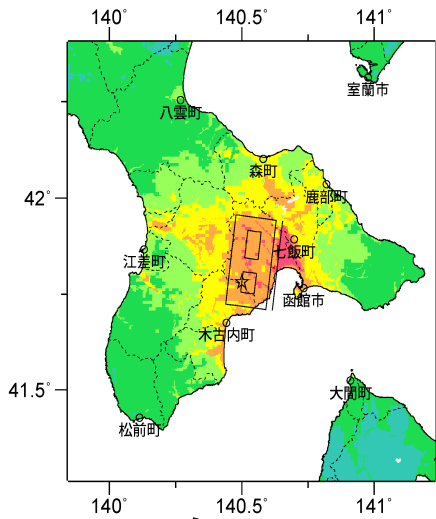 140° 140.5° 141°
室蘭市
八雲町
森町
鹿部町
42°
七飯町
江差町
函館市
木古内町
41.5°
大間町
松前町
140° 140.5° 141°